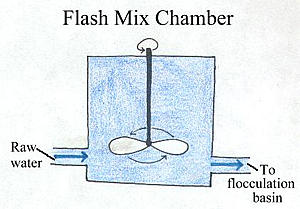 Flash Mix Chamber
Raw
water
To
flocculation
basin